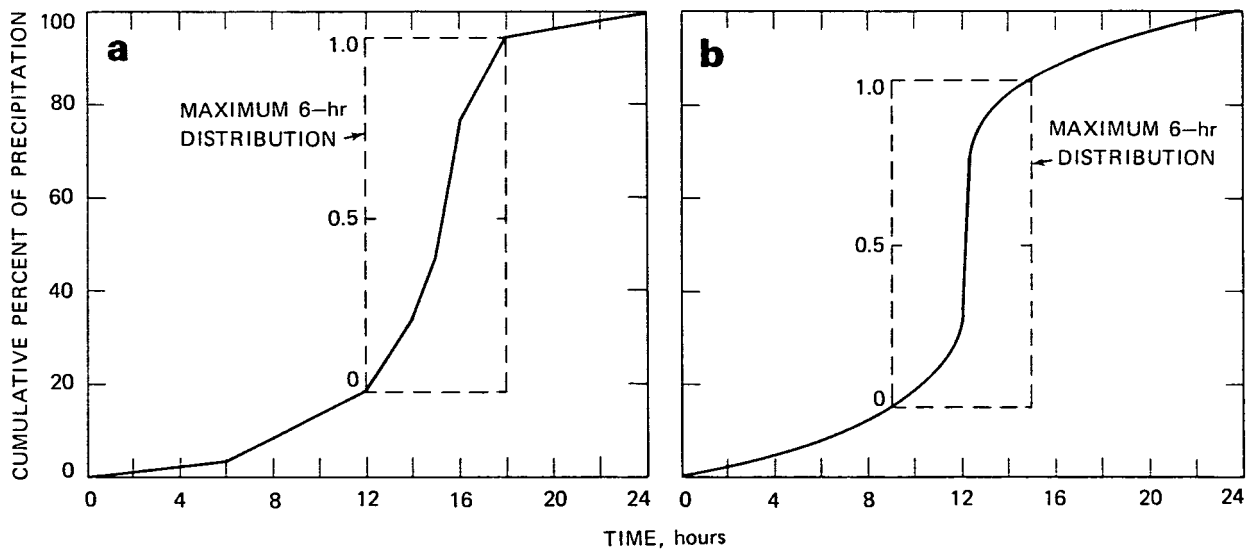 CUMULATIVE PERCENT OF PRECIPITATION
100
80
60
40
20
0
a
1.0
MAXIMUM 6-hr
DISTRIBUTION
0.5
0
0 4 8 12 16 20 24
b
1.0
MAXIMUM 6-hr
DISTRIBUTION
0.5
0
0 4 8 12 16 20 24
TIME, hours